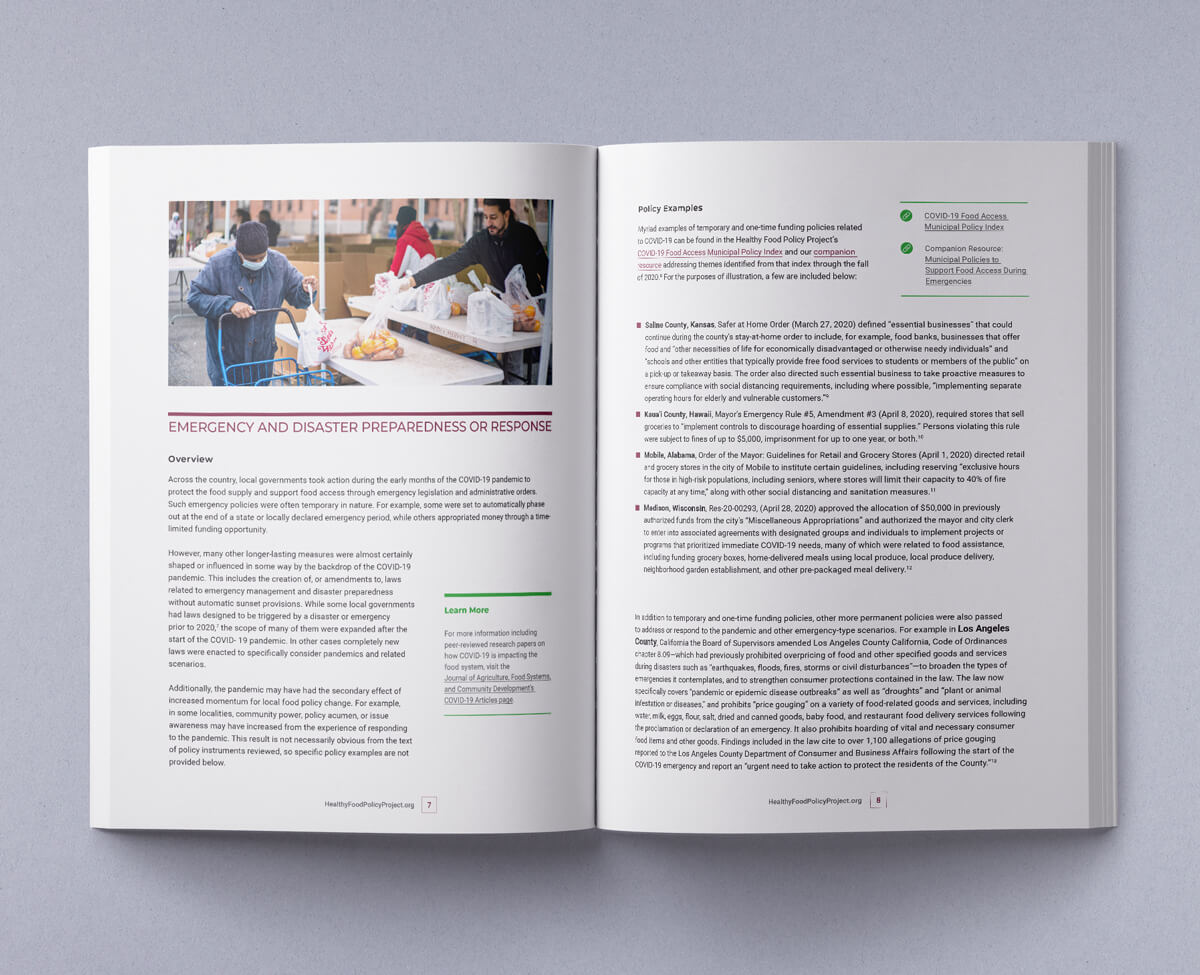 EMERGENCY AND DISASTER PREPAREDNESS OR RESPONSE
Overview
Across the country, local governments took action during the early months of the COVID-19 pandemic to
protect the food supply and support food access through emergency legislation and administrative orders.
Such emergency policies were often temporary in nature. For example, some were set to automatically phase
out at the end of a state or locally declared emergency period, while others appropriated money through a time-
limited funding opportunity.
However, many other longer-lasting measures were almost certainly
shaped or influenced in some way by the backdrop of the COVID-19
pandemic. This includes the creation of, or amendments to, laws
related to emergency management and disaster preparedness
without automatic sunset provisions. While some local governments
had laws designed to be triggered by a disaster or emergency
prior to 2020,⁷ the scope of many of them were expanded after the
start of the COVID- 19 pandemic. In other cases completely new
laws were enacted to specifically consider pandemics and related
scenarios.
Additionally, the pandemic may have had the secondary effect of
increased momentum for local food policy change. For example,
in some localities, community power, policy acumen, or issue
awareness may have increased from the experience of responding
to the pandemic. This result is not necessarily obvious from the text
of policy instruments reviewed, so specific policy examples are not
provided below.
Learn More
For more information including
peer-reviewed research papers on
how COVID-19 is impacting the
food system, visit the
Journal of Agriculture, Food Systems,
and Community Development's
COVID-19 Articles page.
HealthyFoodPolicyProject.org 7
Policy Examples
Myriad examples of temporary and one-time funding policies related
to COVID-19 can be found in the Healthy Food Policy Project's
COVID-19 Food Access Municipal Policy Index and our companion
resource addressing themes identified from that index through the fall
of 2020.⁸ For the purposes of illustration, a few are included below:
COVID-19 Food Access
Municipal Policy Index
Companion Resource:
Municipal Policies to
Support Food Access During
Emergencies
Saline County, Kansas, Safer at Home Order (March 27, 2020) defined "essential businesses" that could
continue during the county's stay-at-home order to include, for example, food banks, businesses that offer
food and "other necessities of life for economically disadvantaged or otherwise needy individuals" and
"schools and other entities that typically provide free food services to students or members of the public" on
a pick-up or takeaway basis. The order also directed such essential business to take proactive measures to
ensure compliance with social distancing requirements, including where possible, "implementing separate
operating hours for elderly and vulnerable customers."⁹
Kaua'i County, Hawaii, Mayor's Emergency Rule #5, Amendment #3 (April 8, 2020), required stores that sell
groceries to "implement controls to discourage hoarding of essential supplies." Persons violating this rule
were subject to fines of up to $5,000, imprisonment for up to one year, or both.¹⁰
Mobile, Alabama, Order of the Mayor: Guidelines for Retail and Grocery Stores (April 1, 2020) directed retail
and grocery stores in the city of Mobile to institute certain guidelines, including reserving "exclusive hours
for those in high-risk populations, including seniors, where stores will limit their capacity to 40% of fire
capacity at any time," along with other social distancing and sanitation measures.¹¹
Madison, Wisconsin, Res-20-00293, (April 28, 2020) approved the allocation of $50,000 in previously
authorized funds from the city's "Miscellaneous Appropriations" and authorized the mayor and city clerk
to enter into associated agreements with designated groups and individuals to implement projects or
programs that prioritized immediate COVID-19 needs, many of which were related to food assistance,
including funding grocery boxes, home-delivered meals using local produce, local produce delivery,
neighborhood garden establishment, and other pre-packaged meal delivery.¹²
In addition to temporary and one-time funding policies, other more permanent policies were also passed
to address or respond to the pandemic and other emergency-type scenarios. For example in Los Angeles
County, California the Board of Supervisors amended Los Angeles County California, Code of Ordinances
chapter 8.09—which had previously prohibited overpricing of food and other specified goods and services
during disasters such as "earthquakes, floods, fires, storms or civil disturbances"—to broaden the types of
emergencies it contemplates, and to strengthen consumer protections contained in the law. The law now
specifically covers "pandemic or epidemic disease outbreaks" as well as "droughts" and "plant or animal
infestation or diseases," and prohibits "price gouging" on a variety of food-related goods and services, including
water, milk, eggs, flour, salt, dried and canned goods, baby food, and restaurant food delivery services following
the proclamation or declaration of an emergency. It also prohibits hoarding of vital and necessary consumer
food items and other goods. Findings included in the law cite to over 1,100 allegations of price gouging
reported to the Los Angeles County Department of Consumer and Business Affairs following the start of the
COVID-19 emergency and report an "urgent need to take action to protect the residents of the County."¹³
HealthyFoodPolicyProject.org 8